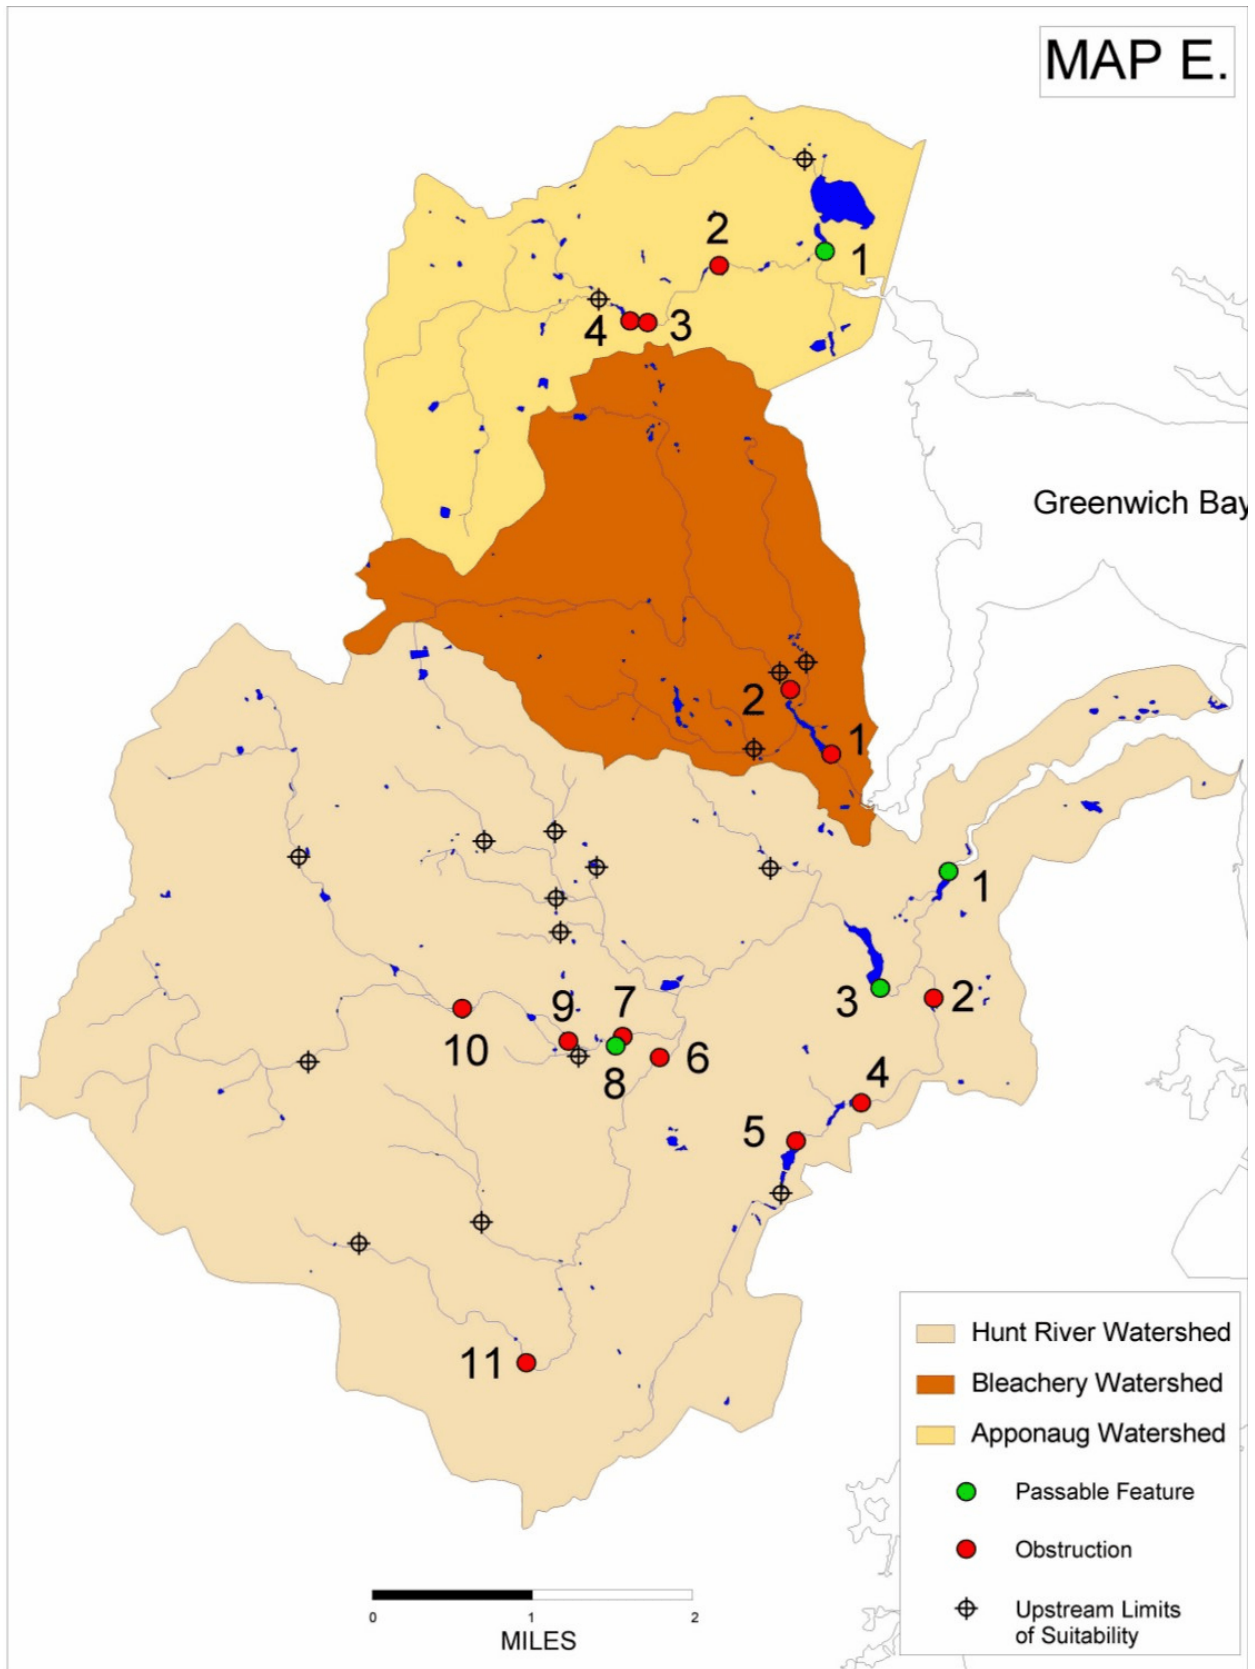 MAP E.
2
1
4
3
Greenwich Bay
2
1
1
3
2
9
7
10
8
6
4
5
11
Hunt River Watershed
Bleachery Watershed
Apponaug Watershed
Passable Feature
Obstruction
Upstream Limits
of Suitability
0
1
2
MILES